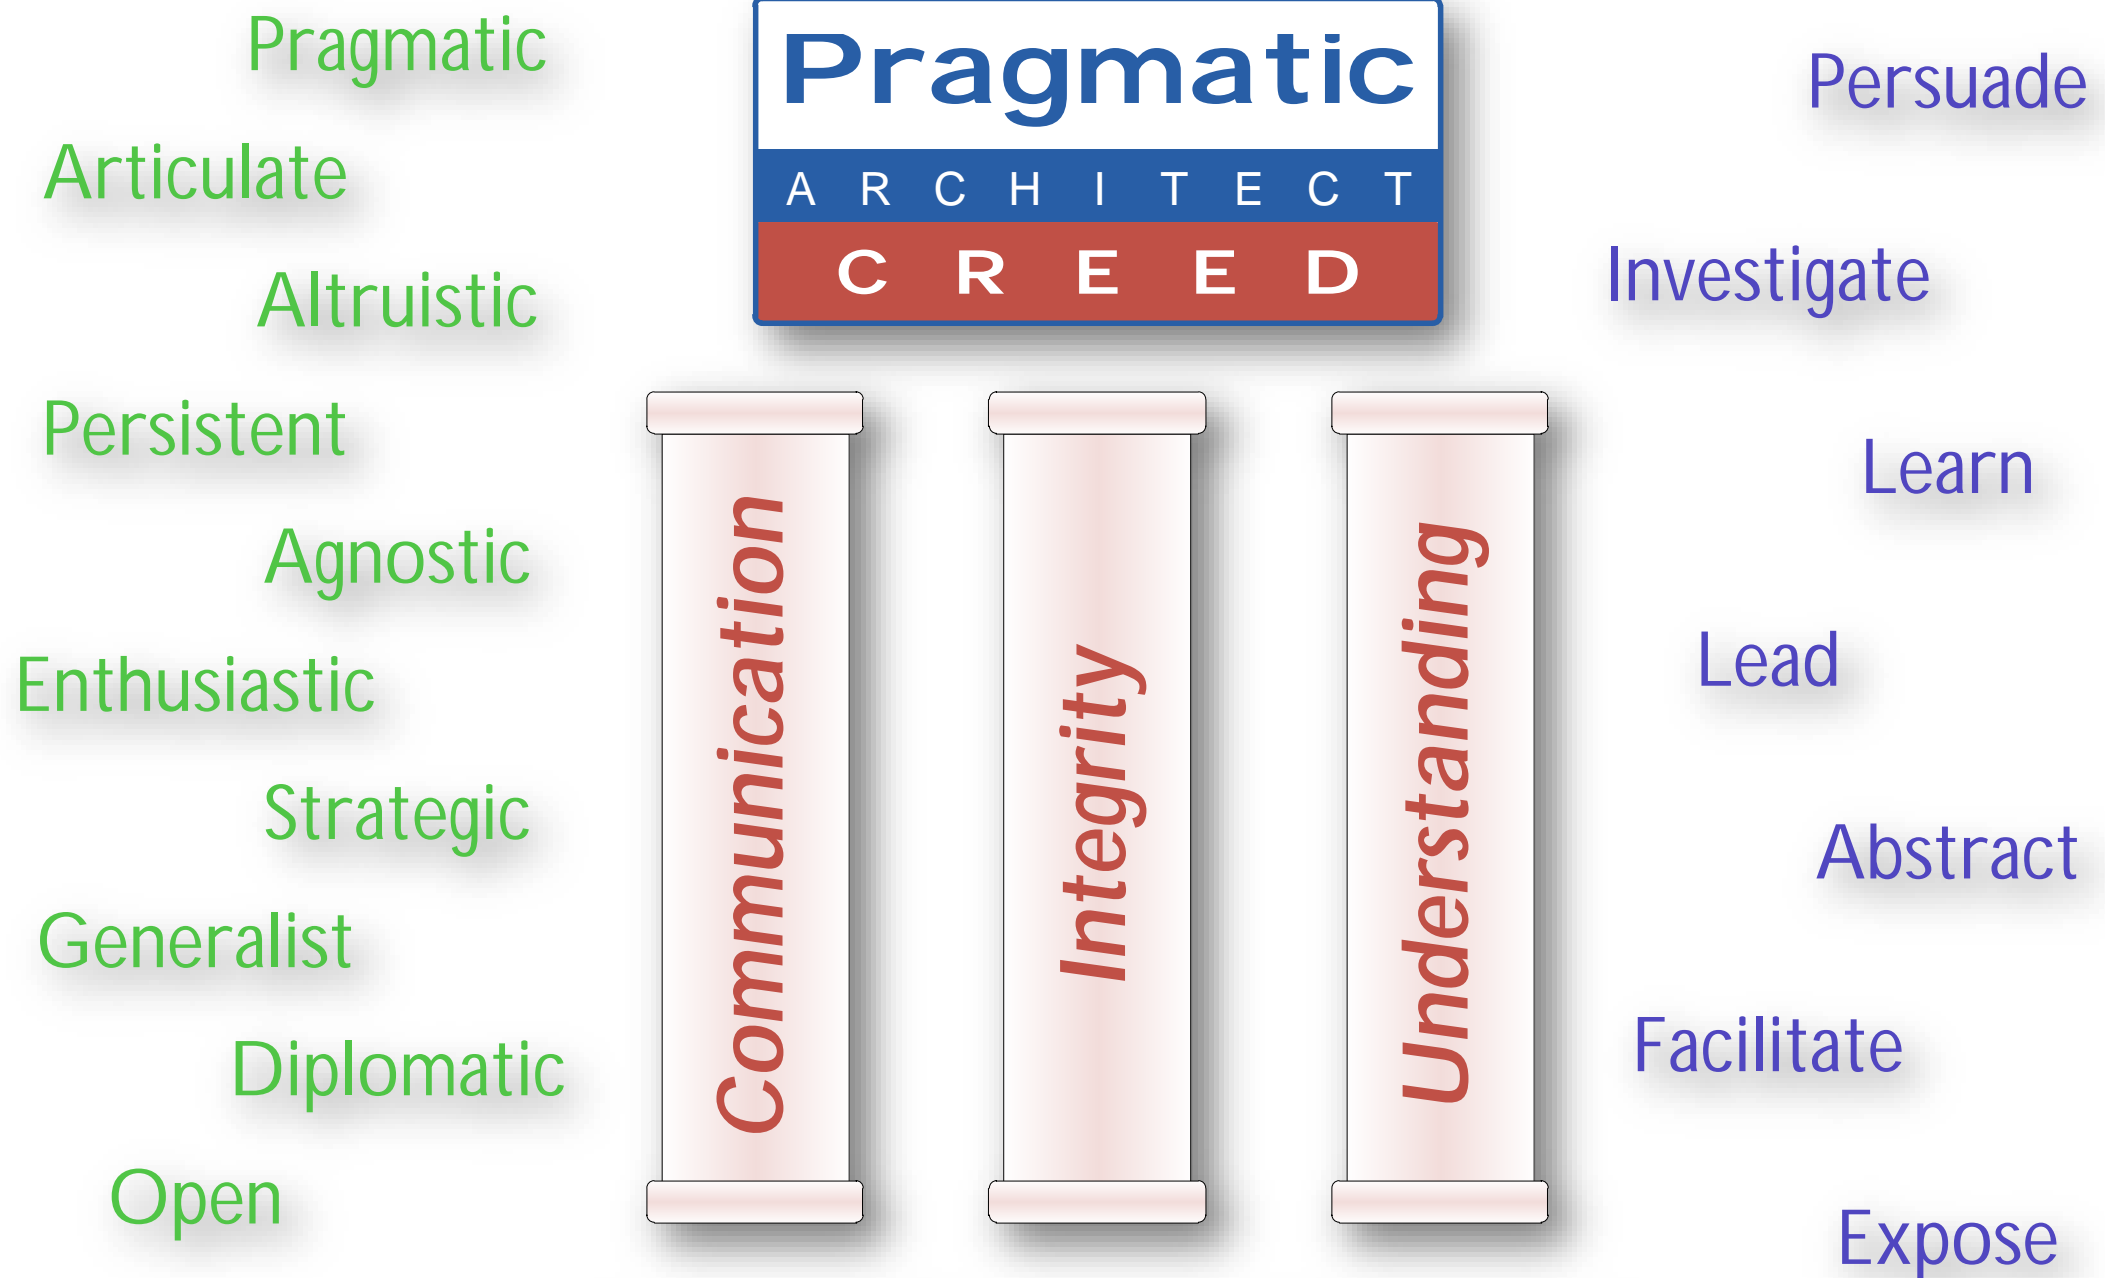 Pragmatic
Articulate
Altruistic
Persistent
Agnostic
Enthusiastic
Strategic
Generalist
Diplomatic
Open
Pragmatic
ARCHITECT
CREED
Communication
Integrity
Understanding
Persuade
Investigate
Learn
Lead
Abstract
Facilitate
Expose